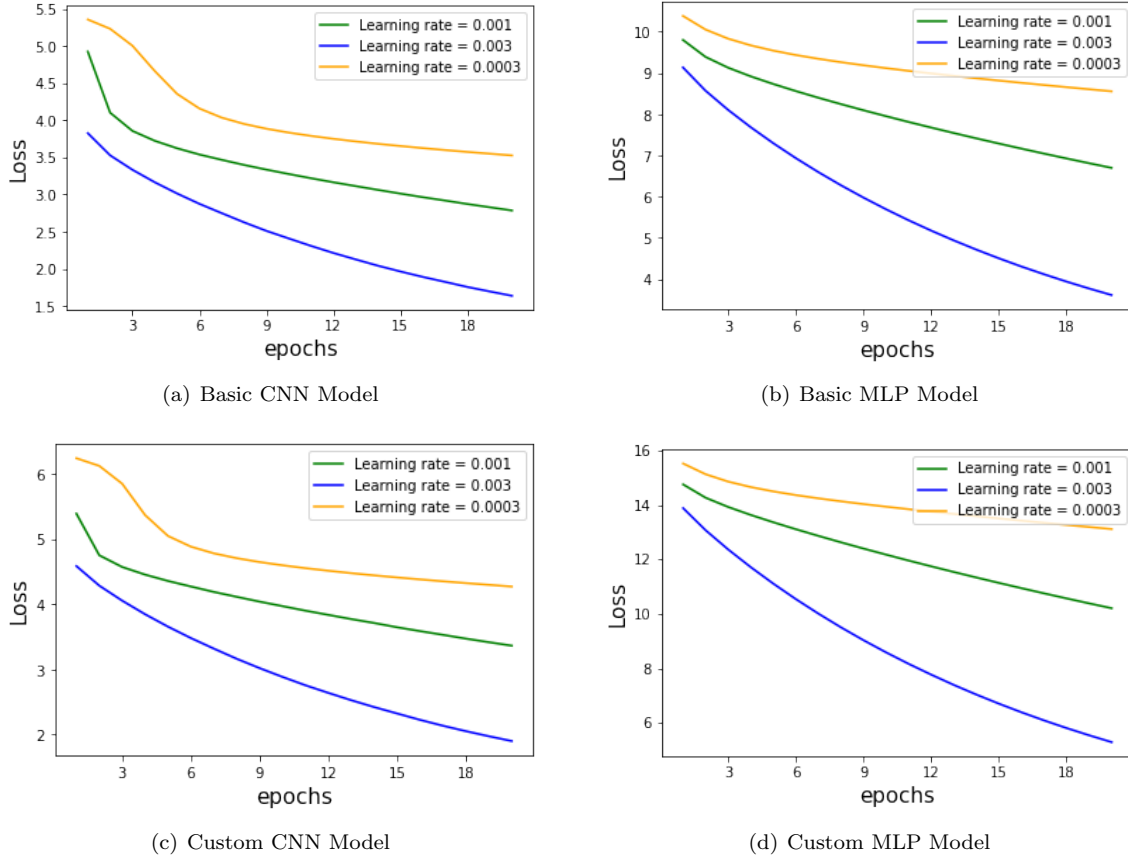 5.5
5.0
4.5
4.0
3.5
3.0
2.5
2.0
1.5
Loss
Learning rate = 0.001
Learning rate = 0.003
Learning rate = 0.0003
3 6 9 12 15 18
epochs
(a) Basic CNN Model
10
9
8
7
6
5
4
Loss
Learning rate = 0.001
Learning rate = 0.003
Learning rate = 0.0003
3 6 9 12 15 18
epochs
(b) Basic MLP Model
6
5
4
3
2
Loss
Learning rate = 0.001
Learning rate = 0.003
Learning rate = 0.0003
3 6 9 12 15 18
epochs
(c) Custom CNN Model
16
14
12
10
8
6
Loss
Learning rate = 0.001
Learning rate = 0.003
Learning rate = 0.0003
3 6 9 12 15 18
epochs
(d) Custom MLP Model